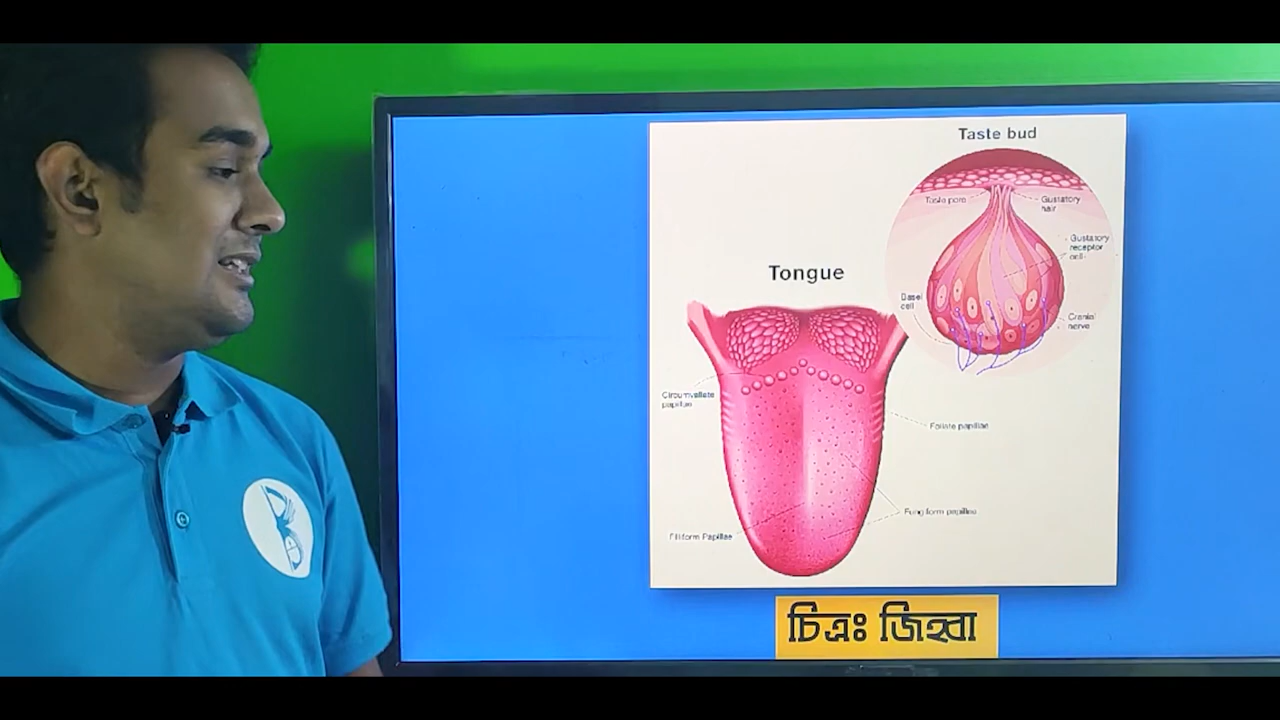 Taste bud
Taste pore
Gustatory
hair
Gustatory
receptor
cell
Basel
cell
Cranial
nerve
Tongue
Circumvallate
papillae
Foliate papillae
Fungiform papillae
Filiform Papillae
চিত্রঃ জিহ্বা